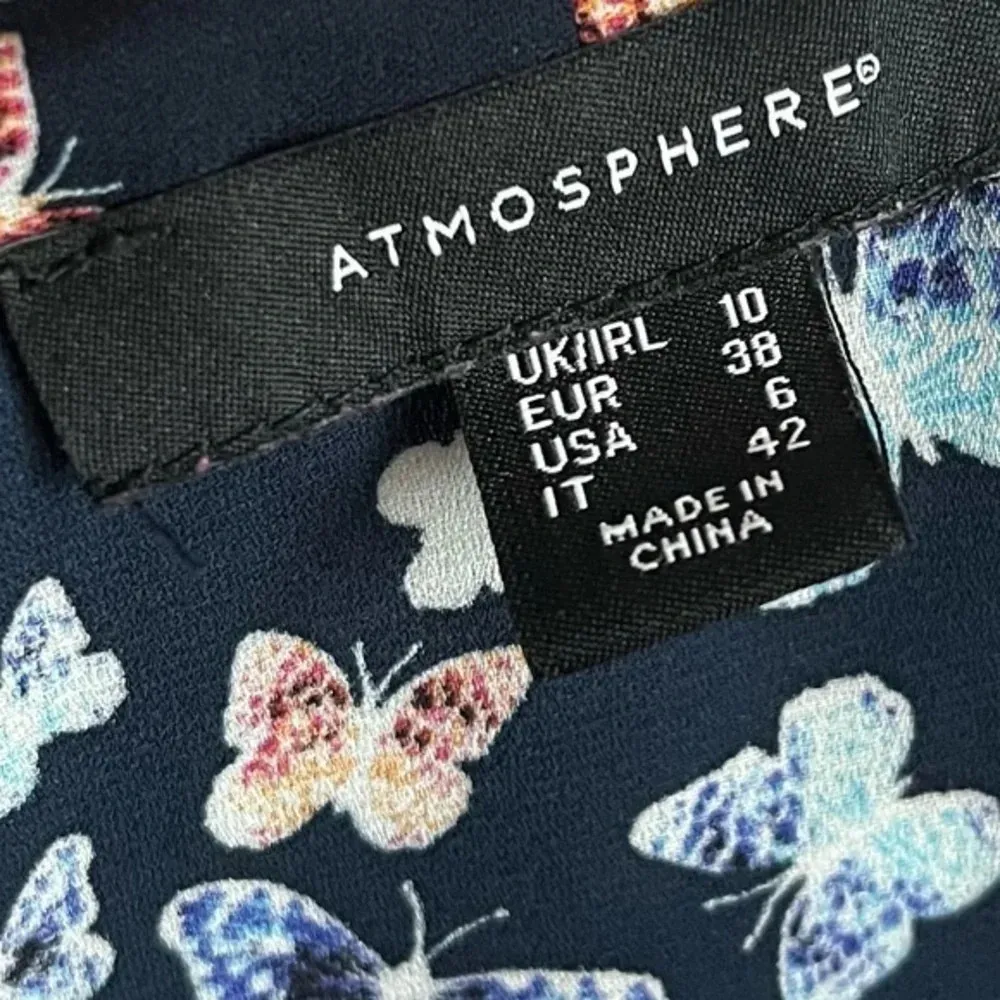 ATMOSPHERE®
UK/IRL 10
EUR 38
USA 6
IT 42
MADE IN
CHINA